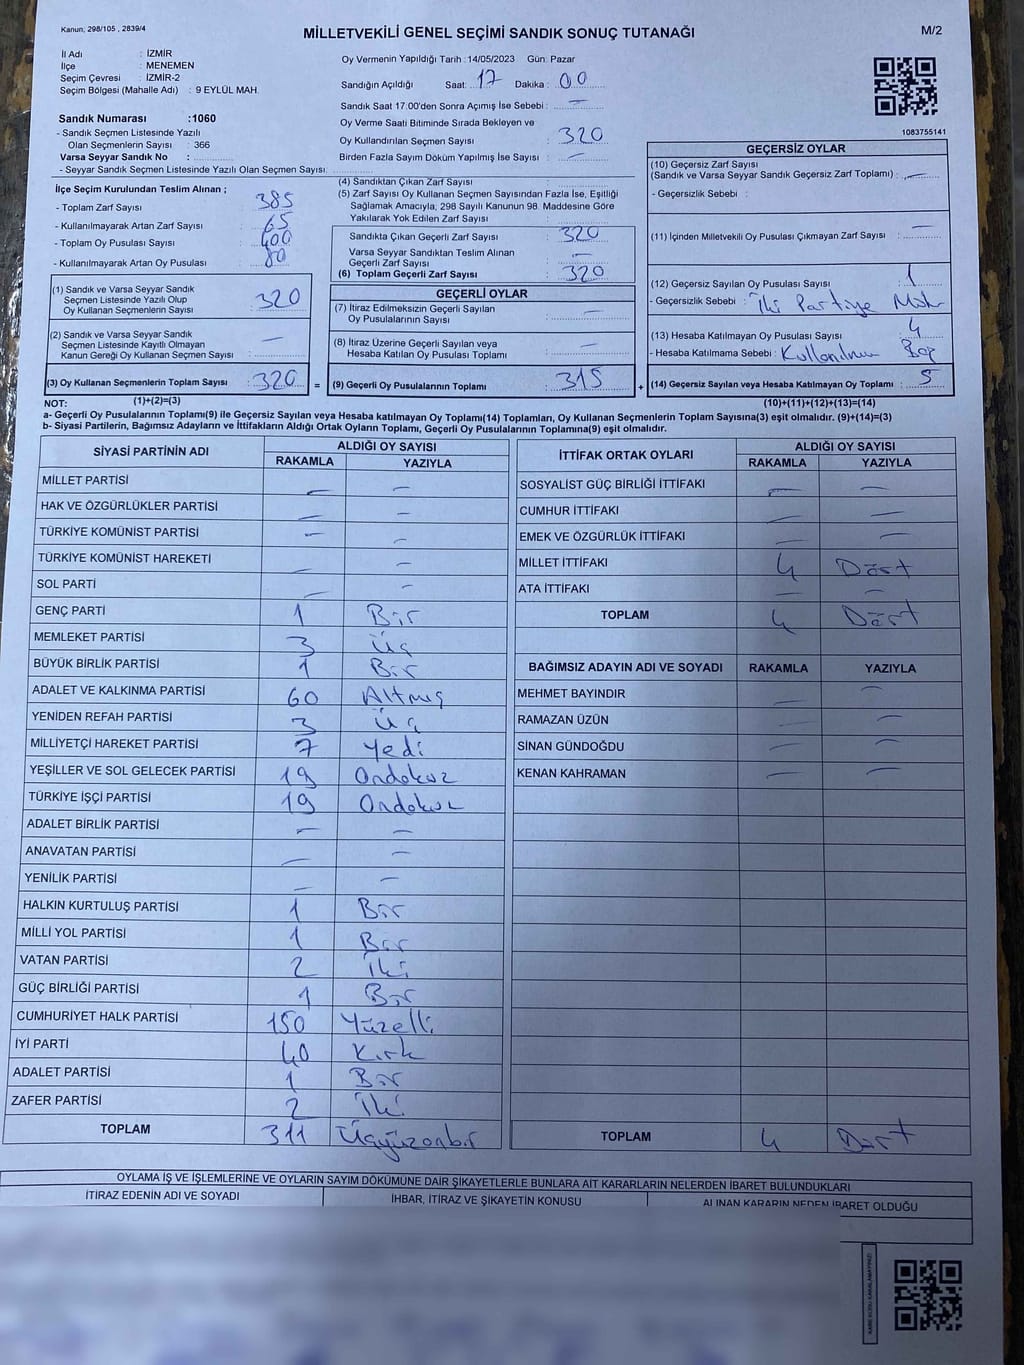 Kanun; 298/105 , 2839/4
MİLLETVEKİLİ GENEL SEÇİMİ SANDIK SONUÇ TUTANAĞI
M/2
İl Adı : İZMİR
İlçe : MENEMEN
Seçim Çevresi : İZMİR-2
Seçim Bölgesi (Mahalle Adı) : 9 EYLÜL MAH.
Oy Vermenin Yapıldığı Tarih : 14/05/2023 Gün: Pazar
Sandığın Açıldığı Saat: 17 Dakika : 00
Sandık Saat 17:00'den Sonra Açımış İse Sebebi : —
Oy Verme Saati Bitiminde Sırada Bekleyen ve
Oy Kullandırılan Seçmen Sayısı : 320
Birden Fazla Sayım Döküm Yapılmış İse Sayısı : —
Sandık Numarası :1060
- Sandık Seçmen Listesinde Yazılı
Olan Seçmenlerin Sayısı : 366
Varsa Seyyar Sandık No :
- Seyyar Sandık Seçmen Listesinde Yazılı Olan Seçmen Sayısı:
1083755141
İlçe Seçim Kurulundan Teslim Alınan ;
- Toplam Zarf Sayısı : 385
- Kullanılmayarak Artan Zarf Sayısı : 65
- Toplam Oy Pusulası Sayısı : 400
- Kullanılmayarak Artan Oy Pusulası : 80
(1) Sandık ve Varsa Seyyar Sandık
Seçmen Listesinde Yazılı Olup
Oy Kullanan Seçmenlerin Sayısı : 320
(2) Sandık ve Varsa Seyyar Sandık
Seçmen Listesinde Kayıtlı Olmayan
Kanun Gereği Oy Kullanan Seçmen Sayısı : —
(3) Oy Kullanan Seçmenlerin Toplam Sayısı : 320 =
(4) Sandıktan Çıkan Zarf Sayısı :
(5) Zarf Sayısı Oy Kullanan Seçmen Sayısından Fazla İse, Eşitliği
Sağlamak Amacıyla, 298 Sayılı Kanunun 98. Maddesine Göre
Yakılarak Yok Edilen Zarf Sayısı :
Sandıkta Çıkan Geçerli Zarf Sayısı : 320
Varsa Seyyar Sandıktan Teslim Alınan
Geçerli Zarf Sayısı : —
(6) Toplam Geçerli Zarf Sayısı : 320
GEÇERLİ OYLAR
(7) İtiraz Edilmeksizin Geçerli Sayılan
Oy Pusulalarının Sayısı : —
(8) İtiraz Üzerine Geçerli Sayılan veya
Hesaba Katılan Oy Pusulası Toplamı : —
(9) Geçerli Oy Pusulalarının Toplamı : 315 +
GEÇERSİZ OYLAR
(10) Geçersiz Zarf Sayısı
(Sandık ve Varsa Seyyar Sandık Geçersiz Zarf Toplamı) : —
- Geçersizlik Sebebi :
(11) İçinden Milletvekili Oy Pusulası Çıkmayan Zarf Sayısı : —
(12) Geçersiz Sayılan Oy Pusulası Sayısı : 1
- Geçersizlik Sebebi : İki Partiye
(13) Hesaba Katılmayan Oy Pusulası Sayısı : 4
- Hesaba Katılmama Sebebi :
(14) Geçersiz Sayılan veya Hesaba Katılmayan Oy Toplamı : 5
NOT: (1)+(2)=(3) (10)+(11)+(12)+(13)=(14)
a- Geçerli Oy Pusulalarının Toplamı(9) ile Geçersiz Sayılan veya Hesaba katılmayan Oy Toplamı(14) Toplamları, Oy Kullanan Seçmenlerin Toplam Sayısına(3) eşit olmalıdır. (9)+(14)=(3)
b- Siyasi Partilerin, Bağımsız Adayların ve İttifakların Aldığı Ortak Oyların Toplamı, Geçerli Oy Pusulalarının Toplamına(9) eşit olmalıdır.
SİYASİ PARTİNİN ADI ALDIĞI OY SAYISI
RAKAMLA YAZIYLA
MİLLET PARTİSİ — —
HAK VE ÖZGÜRLÜKLER PARTİSİ — —
TÜRKİYE KOMÜNİST PARTİSİ — —
TÜRKİYE KOMÜNİST HAREKETİ — —
SOL PARTİ — —
GENÇ PARTİ 1 Bir
MEMLEKET PARTİSİ 3 Üç
BÜYÜK BİRLİK PARTİSİ 1 Bir
ADALET VE KALKINMA PARTİSİ 60 Altmış
YENİDEN REFAH PARTİSİ 3 Üç
MİLLİYETÇİ HAREKET PARTİSİ 7 Yedi
YEŞİLLER VE SOL GELECEK PARTİSİ 19 Ondokuz
TÜRKİYE İŞÇİ PARTİSİ 19 Ondokuz
ADALET BİRLİK PARTİSİ — —
ANAVATAN PARTİSİ — —
YENİLİK PARTİSİ — —
HALKIN KURTULUŞ PARTİSİ 1 Bir
MİLLİ YOL PARTİSİ 1 Bir
VATAN PARTİSİ 2 İki
GÜÇ BİRLİĞİ PARTİSİ 1 Bir
CUMHURİYET HALK PARTİSİ 150 Yüzelli
İYİ PARTİ 40 Kırk
ADALET PARTİSİ 1 Bir
ZAFER PARTİSİ 2 İki
TOPLAM 311 Üçyüzonbir
İTTİFAK ORTAK OYLARI ALDIĞI OY SAYISI
RAKAMLA YAZIYLA
SOSYALİST GÜÇ BİRLİĞİ İTTİFAKI — —
CUMHUR İTTİFAKI — —
EMEK VE ÖZGÜRLÜK İTTİFAKI — —
MİLLET İTTİFAKI 4 Dört
ATA İTTİFAKI — —
TOPLAM 4 Dört
BAĞIMSIZ ADAYIN ADI VE SOYADI RAKAMLA YAZIYLA
MEHMET BAYINDIR — —
RAMAZAN ÜZÜN — —
SİNAN GÜNDOĞDU — —
KENAN KAHRAMAN — —
TOPLAM 4 Dört
OYLAMA İŞ VE İŞLEMLERİNE VE OYLARIN SAYIM DÖKÜMÜNE DAİR ŞİKAYETLERLE BUNLARA AİT KARARLARIN NELERDEN İBARET BULUNDUKLARI
İTİRAZ EDENİN ADI VE SOYADI İHBAR, İTİRAZ VE ŞİKAYETİN KONUSU ALINAN KARARIN NEDEN İBARET OLDUĞU